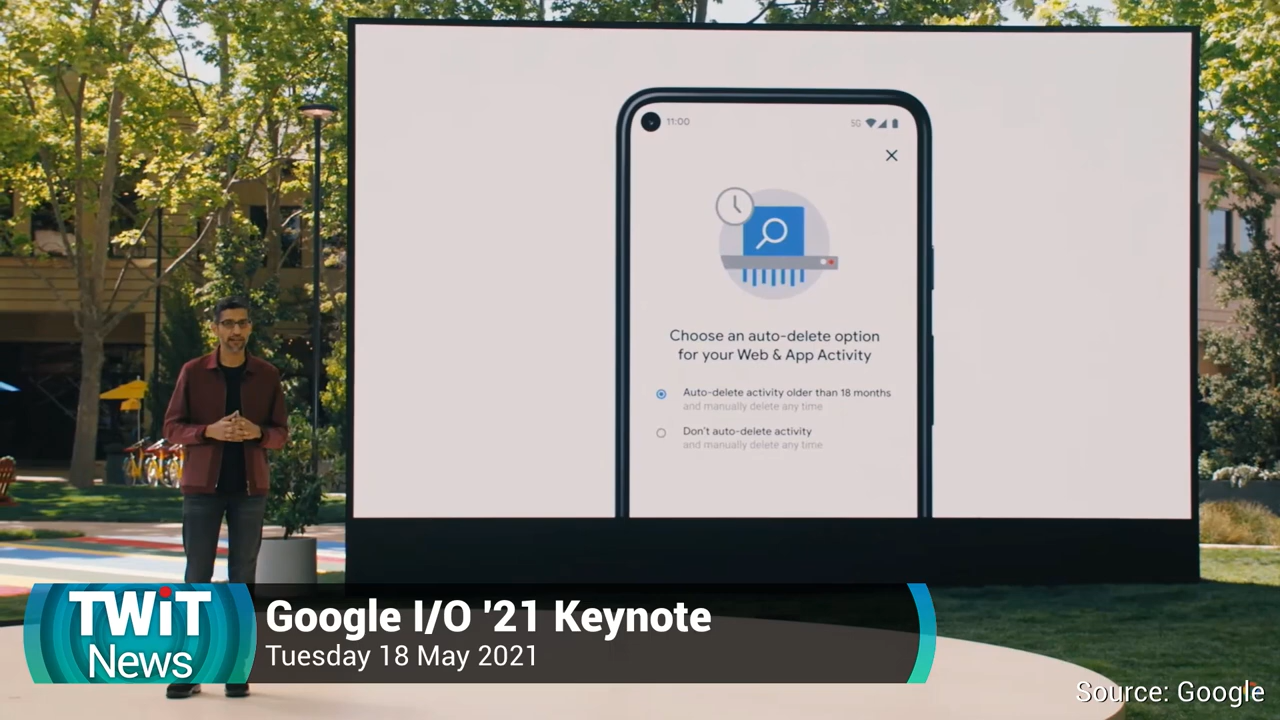 11:00
5G
Choose an auto-delete option
for your Web & App Activity
Auto-delete activity older than 18 months
and manually delete any time
Don't auto-delete activity
and manually delete any time
TWiT
News
Google I/O '21 Keynote
Tuesday 18 May 2021
Source: Google